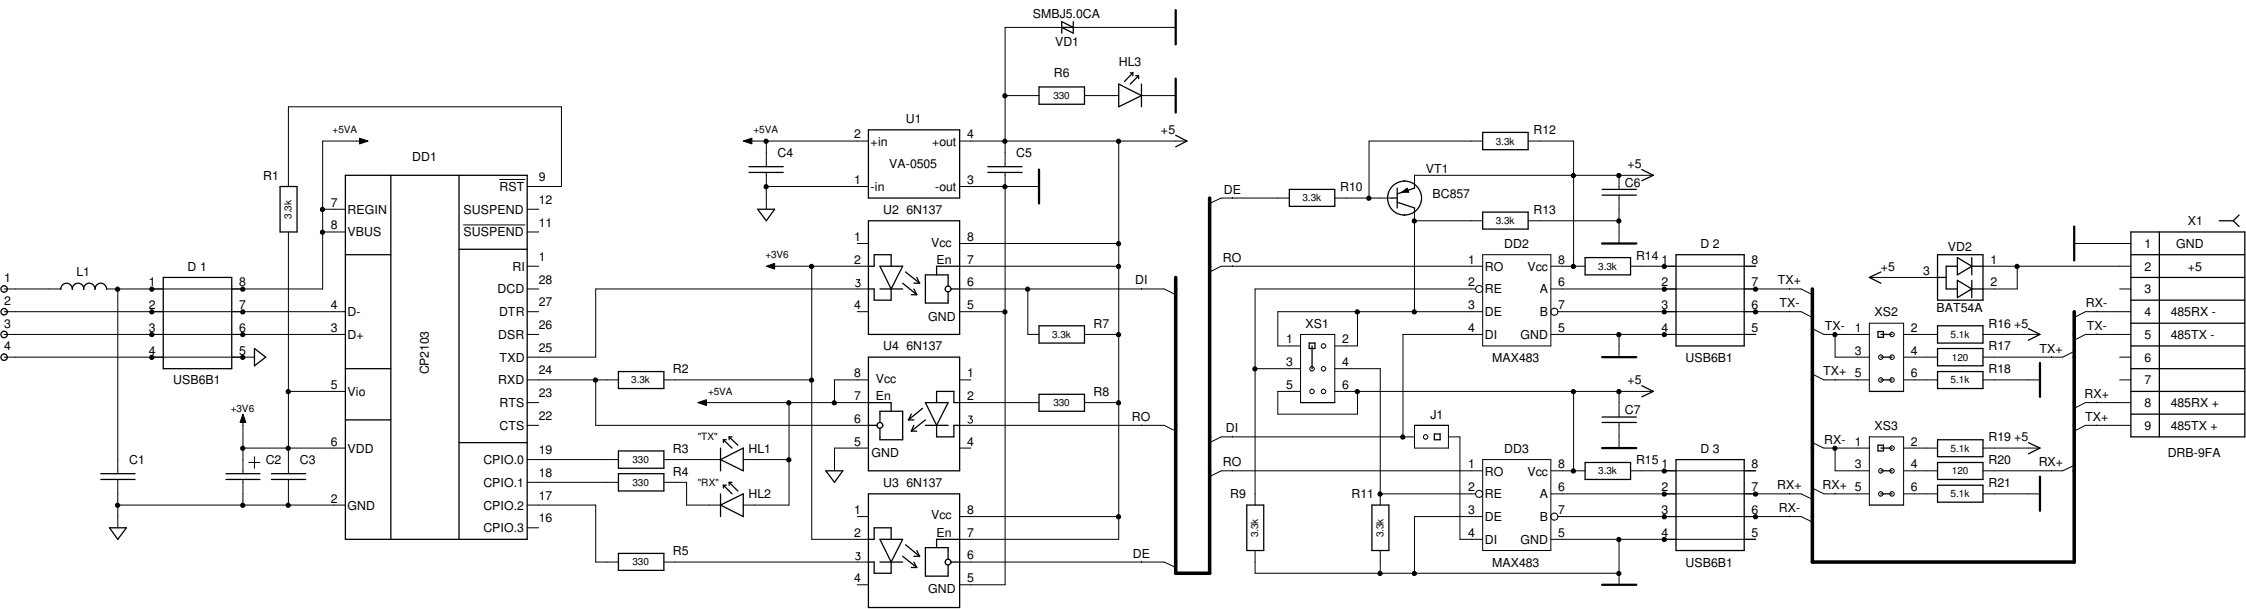 SMBJ5.0CA
VD1
HL3
R6
330
+5VA
R1
3.3k
DD1
CP2103
RST 9
SUSPEND 12
SUSPEND 11
RI 1
DCD 28
DTR 27
DSR 26
TXD 25
RXD 24
RTS 23
CTS 22
CPIO.0 19
CPIO.1 18
CPIO.2 17
CPIO.3 16
7 REGIN
8 VBUS
4 D-
3 D+
5 Vio
6 VDD
2 GND
1
2
3
4
L1
D 1
1 8
2 7
3 6
4 5
USB6B1
+3V6
C1
+ C2
C3
R2
3.3k
R3
330
R4
330
R5
330
"TX"
HL1
"RX"
HL2
+5VA
C4
U1
2 +in +out 4
VA-0505
1 -in -out 3
C5
+5
U2 6N137
+3V6
1 Vcc 8
2 En 7
3 6
4 GND 5
DI
R7
3.3k
U4 6N137
+5VA
8 Vcc 1
7 En 2
6 3
5 GND 4
R8
330
RO
U3 6N137
1 Vcc 8
2 En 7
3 6
4 GND 5
DE
DE
R10
3.3k
VT1
BC857
R12
3.3k
R13
3.3k
+5
C6
RO
DD2
1 RO Vcc 8
2 RE A 6
3 DE B 7
4 DI GND 5
MAX483
R14
3.3k
D 2
1 8
2 7
3 6
4 5
USB6B1
TX+
TX-
XS1
1 2
3 4
5 6
+5
C7
J1
DI
RO
DD3
1 RO Vcc 8
2 RE A 6
3 DE B 7
4 DI GND 5
MAX483
R15
3.3k
D 3
1 8
2 7
3 6
4 5
USB6B1
RX+
RX-
R9
3.3k
R11
3.3k
VD2
+5 3 1
2
BAT54A
XS2
TX- 1 2 R16 +5
5.1k
3 4 R17 TX+
120
TX+ 5 6 R18
5.1k
XS3
RX- 1 2 R19 +5
5.1k
3 4 R20 RX+
120
RX+ 5 6 R21
5.1k
X1
1 GND
2 +5
3
RX- 4 485RX -
TX- 5 485TX -
6
7
RX+ 8 485RX +
TX+ 9 485TX +
DRB-9FA